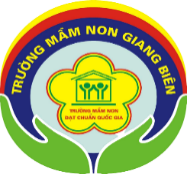 TRƯỜNG MẦM NON GIANG BIÊN
TRƯỜNG MẦM NON
ĐẠT CHUẨN QUỐC GIA